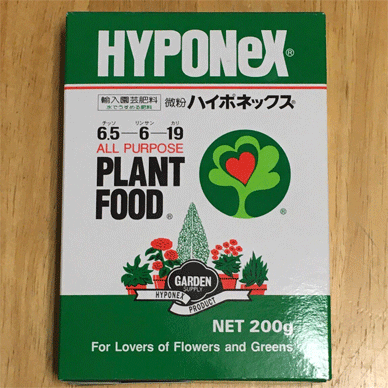 HYPONeX®
輸入園芸肥料
水でうすめる肥料
微粉 ハイポネックス®
チッソ リンサン カリ
6.5—6—19
ALL PURPOSE
PLANT
FOOD®
®
GARDEN
SUPPLY
HYPONEX PRODUCT
NET 200g
For Lovers of Flowers and Greens